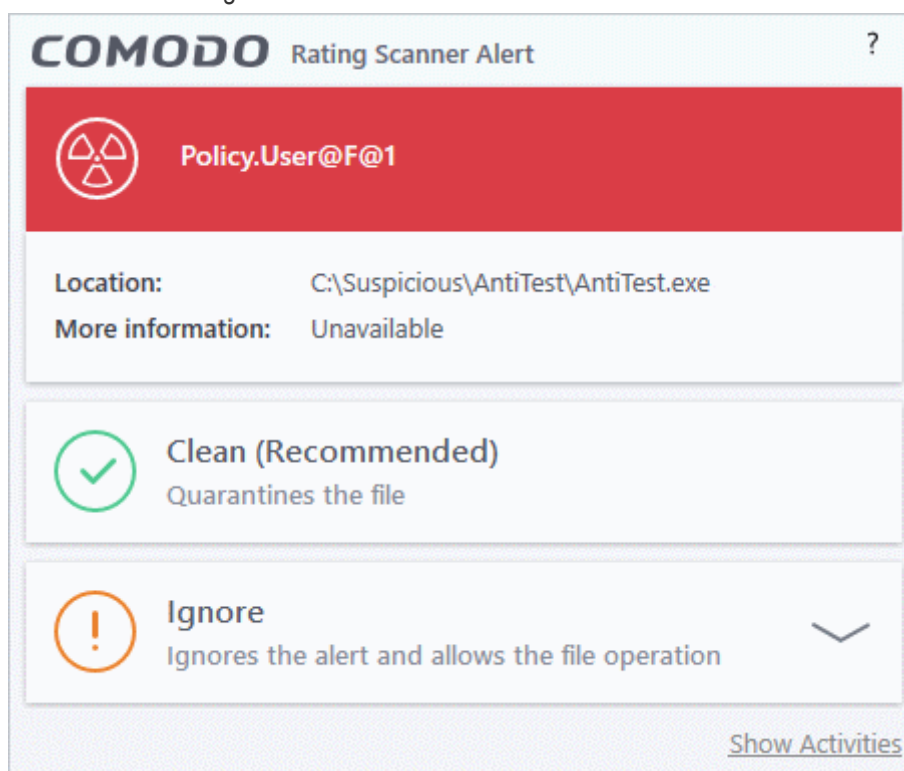 COMODO Rating Scanner Alert ?
Policy.User@F@1
Location: C:\Suspicious\AntiTest\AntiTest.exe
More information: Unavailable
Clean (Recommended)
Quarantines the file
Ignore
Ignores the alert and allows the file operation
Show Activities